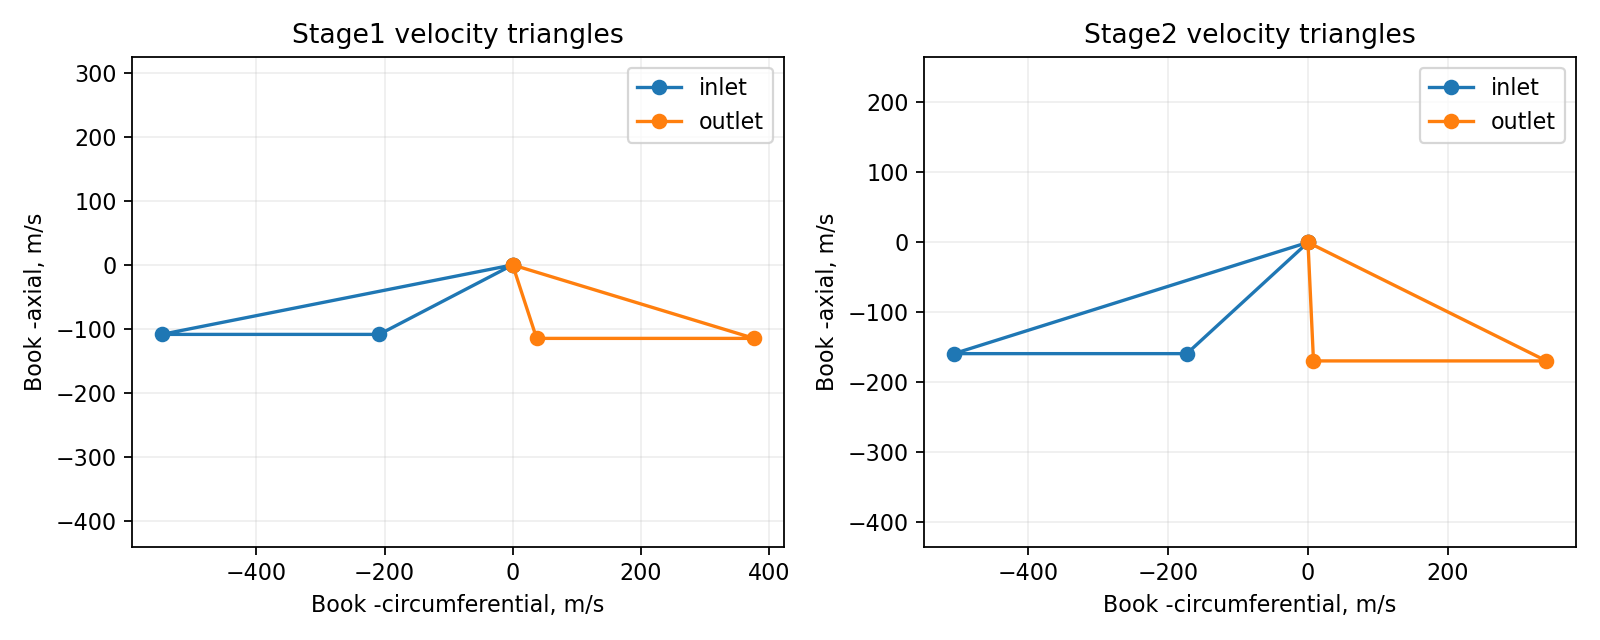 Stage1 velocity triangles
inlet
outlet
300
200
100
0
−100
−200
−300
−400
Book -axial, m/s
−400
−200
0
200
400
Book -circumferential, m/s
Stage2 velocity triangles
inlet
outlet
200
100
0
−100
−200
−300
−400
Book -axial, m/s
−400
−200
0
200
Book -circumferential, m/s